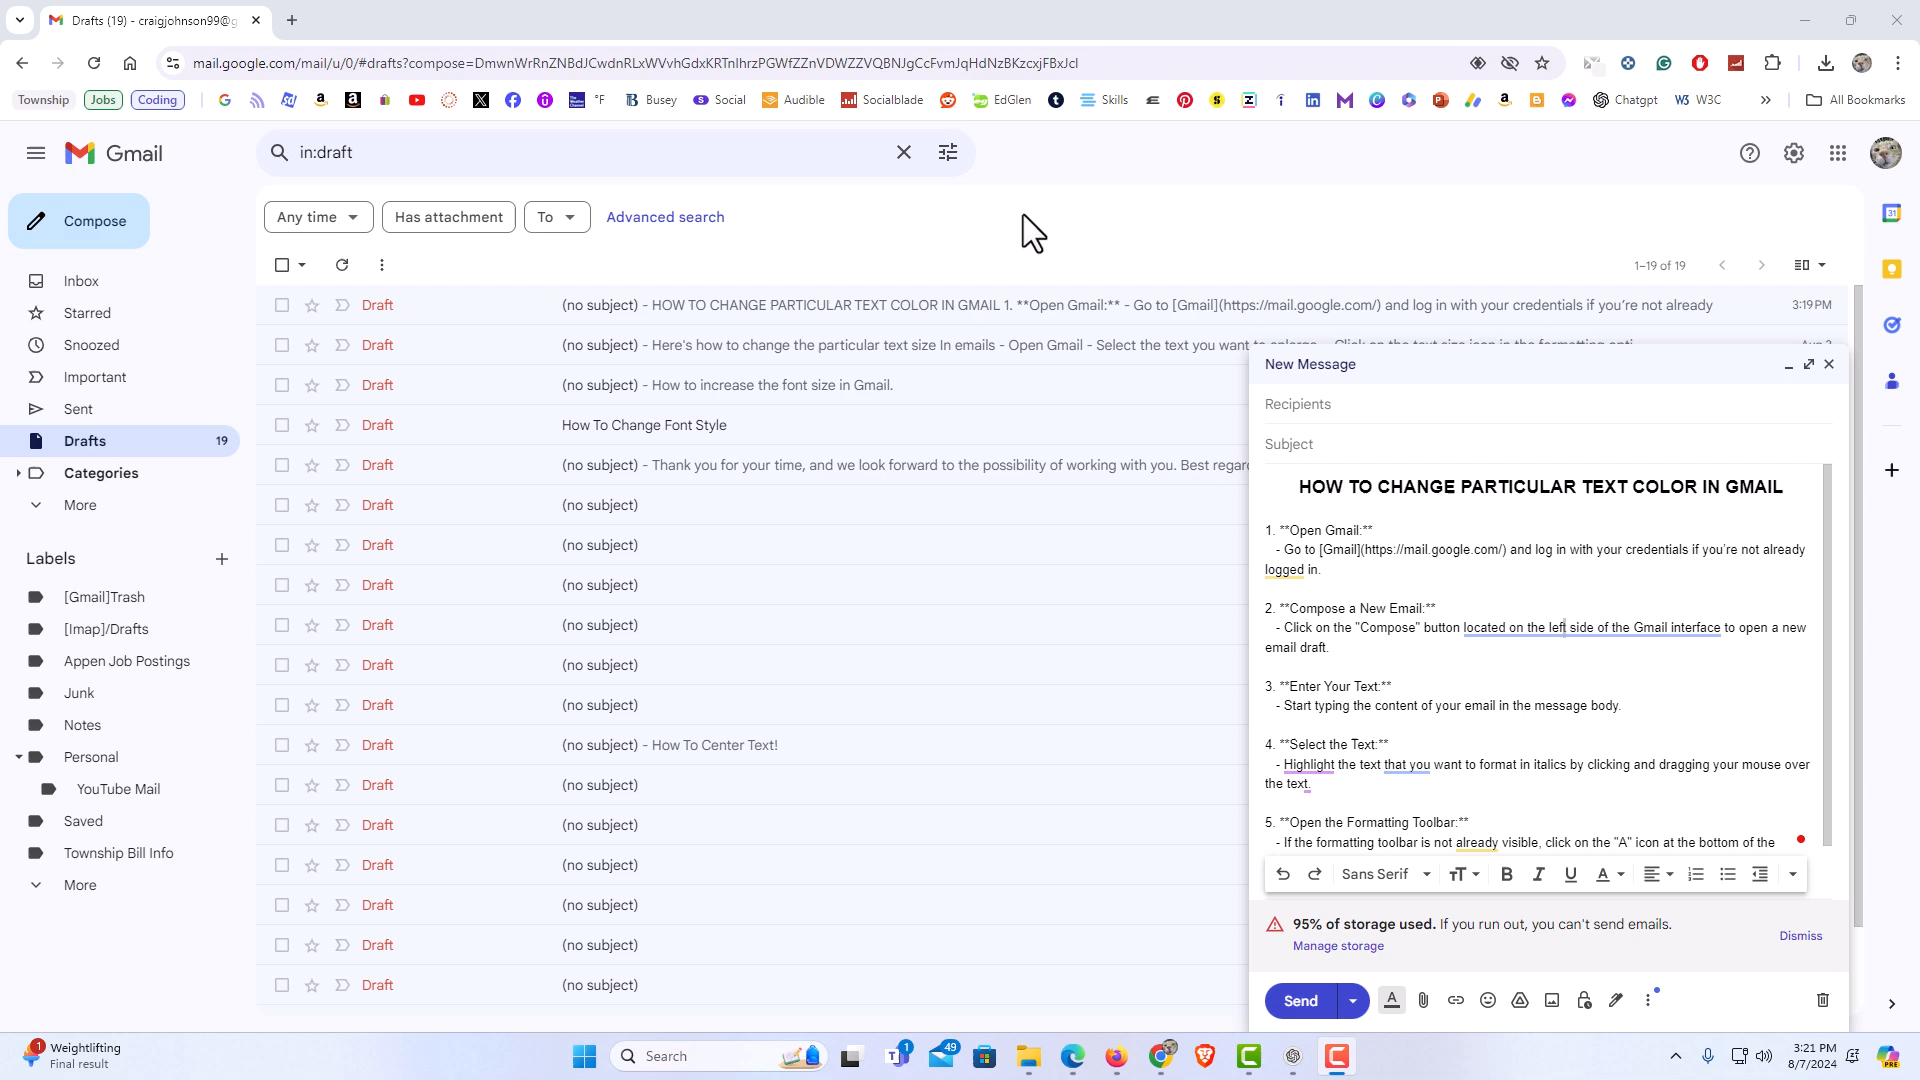 Drafts (19) - craigjohnson99@g
mail.google.com/mail/u/0/#drafts?compose=DmwnWrRnZNBdJCwdnRLxWVvhGdxKRTnlhrzPGWfZZnVDWZZVQBNJgCcFvmJqHdNzBKzcxjFBxJcl
Township Jobs Coding °F Busey Social Audible Socialblade EdGlen Skills Chatgpt W3C All Bookmarks
Gmail
in:draft
Compose
Any time Has attachment To Advanced search
1–19 of 19
Inbox
Starred
Snoozed
Important
Sent
Drafts 19
Categories
More
Labels
[Gmail]Trash
[Imap]/Drafts
Appen Job Postings
Junk
Notes
Personal
YouTube Mail
Saved
Township Bill Info
More
Draft (no subject) - HOW TO CHANGE PARTICULAR TEXT COLOR IN GMAIL 1. **Open Gmail:** - Go to [Gmail](https://mail.google.com/) and log in with your credentials if you're not already 3:19 PM
Draft (no subject) - Here's how to change the particular text size In emails - Open Gmail - Select the text you want to enlarge
Draft (no subject) - How to increase the font size in Gmail.
Draft How To Change Font Style
Draft (no subject) - Thank you for your time, and we look forward to the possibility of working with you. Best regar
Draft (no subject)
Draft (no subject)
Draft (no subject)
Draft (no subject)
Draft (no subject)
Draft (no subject)
Draft (no subject) - How To Center Text!
Draft (no subject)
Draft (no subject)
Draft (no subject)
Draft (no subject)
Draft (no subject)
Draft (no subject)
New Message
Recipients
Subject
HOW TO CHANGE PARTICULAR TEXT COLOR IN GMAIL
1. **Open Gmail:**
- Go to [Gmail](https://mail.google.com/) and log in with your credentials if you're not already
logged in.
2. **Compose a New Email:**
- Click on the "Compose" button located on the left side of the Gmail interface to open a new
email draft.
3. **Enter Your Text:**
- Start typing the content of your email in the message body.
4. **Select the Text:**
- Highlight the text that you want to format in italics by clicking and dragging your mouse over
the text.
5. **Open the Formatting Toolbar:**
- If the formatting toolbar is not already visible, click on the "A" icon at the bottom of the
Sans Serif
95% of storage used. If you run out, you can't send emails.
Manage storage
Dismiss
Send
1
Weightlifting
Final result
Search
1
49
3:21 PM
8/7/2024